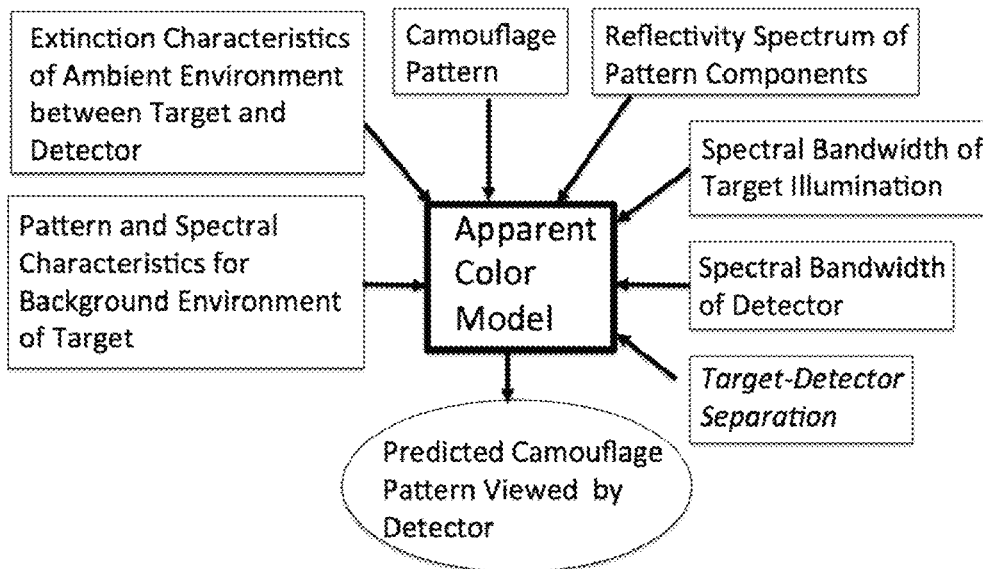 Extinction Characteristics
of Ambient Environment
between Target and
Detector
Camouflage
Pattern
Reflectivity Spectrum of
Pattern Components
Spectral Bandwidth of
Target Illumination
Pattern and Spectral
Characteristics for
Background Environment
of Target
Apparent
Color
Model
Spectral Bandwidth
of Detector
Target-Detector
Separation
Predicted Camouflage
Pattern Viewed by
Detector